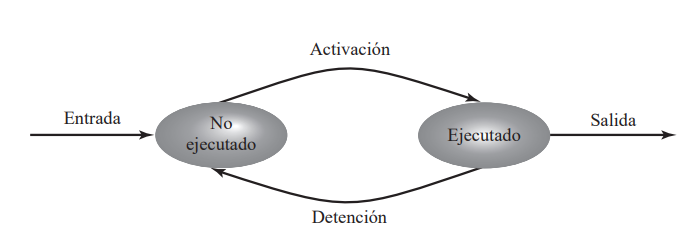 Activación
Entrada
No
ejecutado
Ejecutado
Salida
Detención